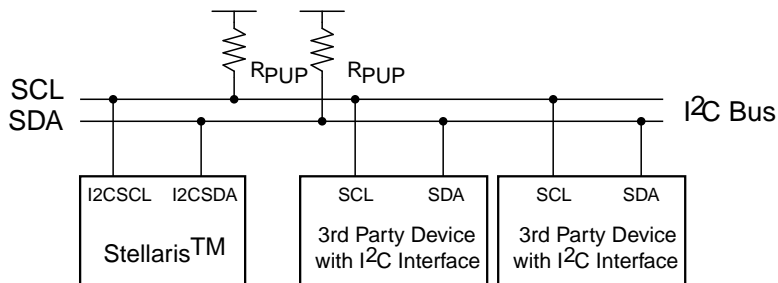 RPUP RPUP
SCL
SDA
I2C Bus
I2CSCL I2CSDA
StellarisTM
SCL SDA
3rd Party Device
with I2C Interface
SCL SDA
3rd Party Device
with I2C Interface